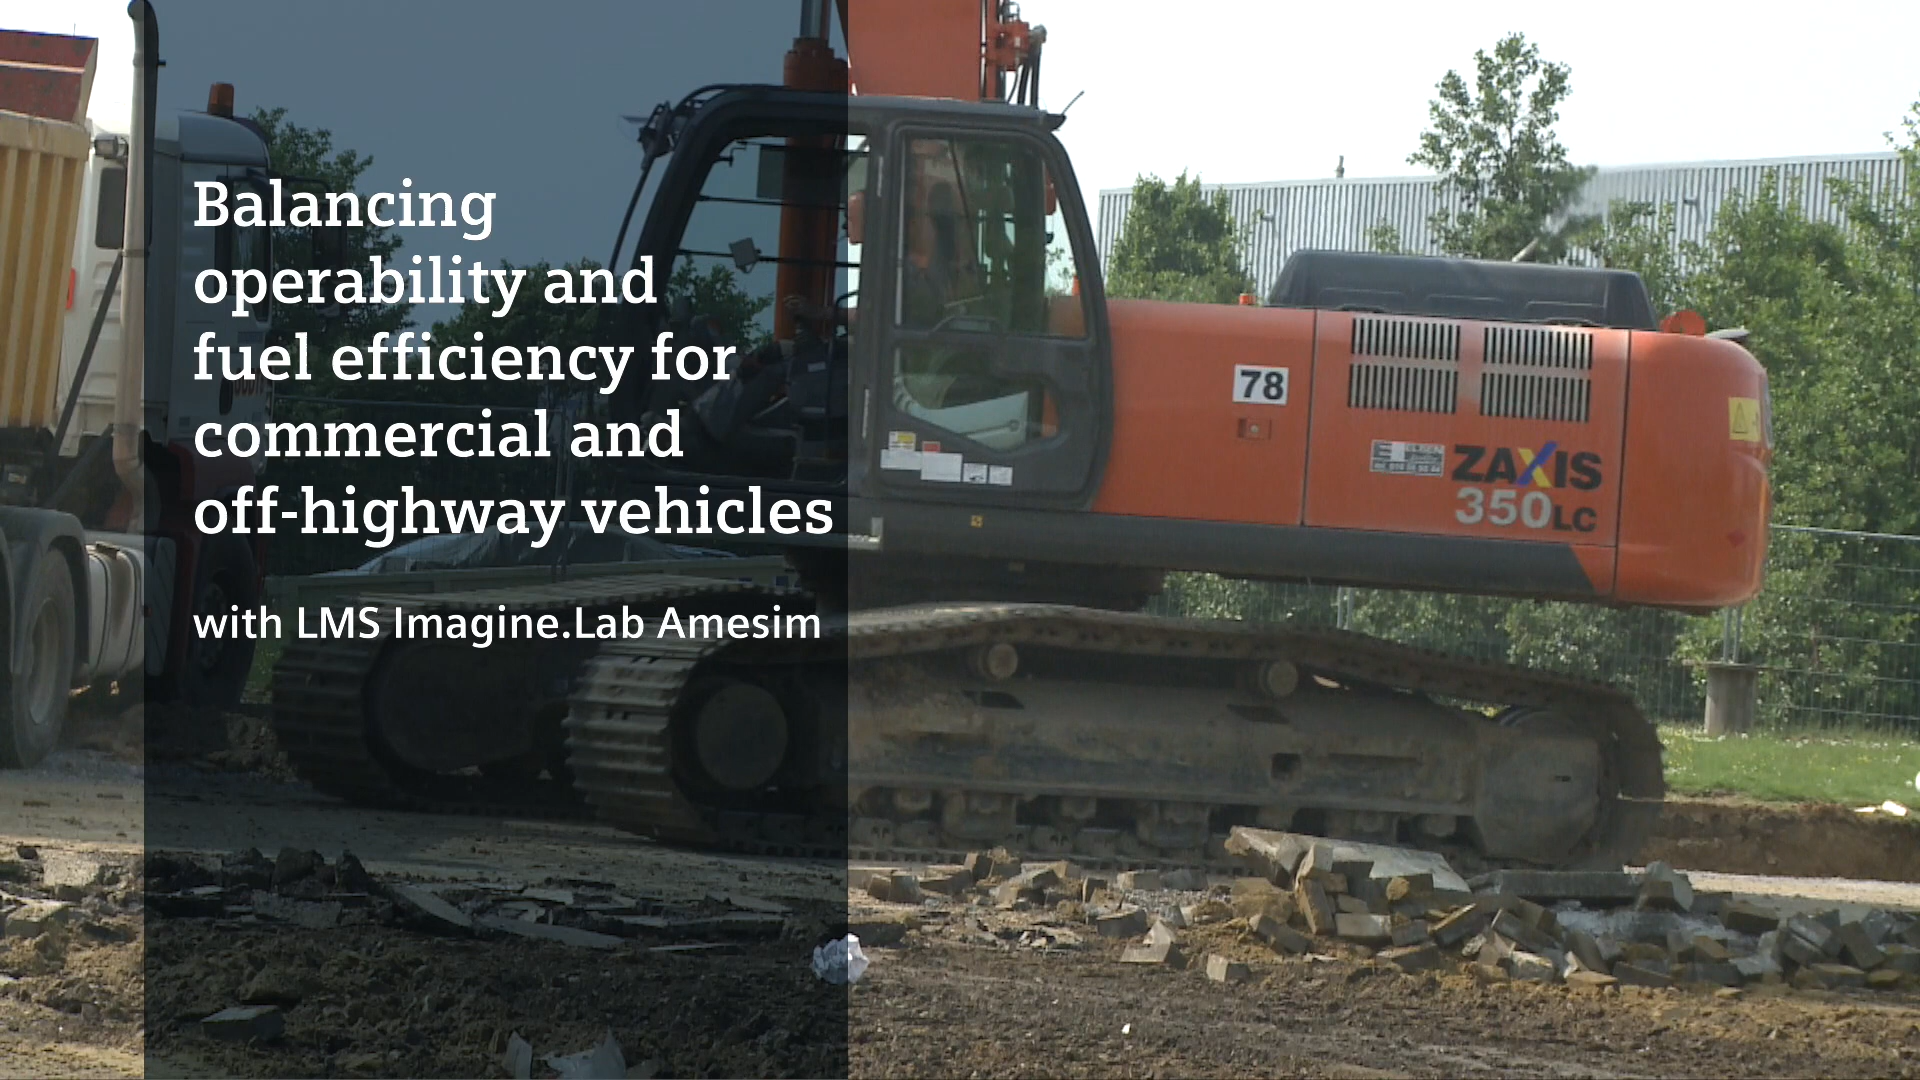 Balancing
operability and
fuel efficiency for
commercial and
off-highway vehicles
with LMS Imagine.Lab Amesim
78
ZAXIS
350LC